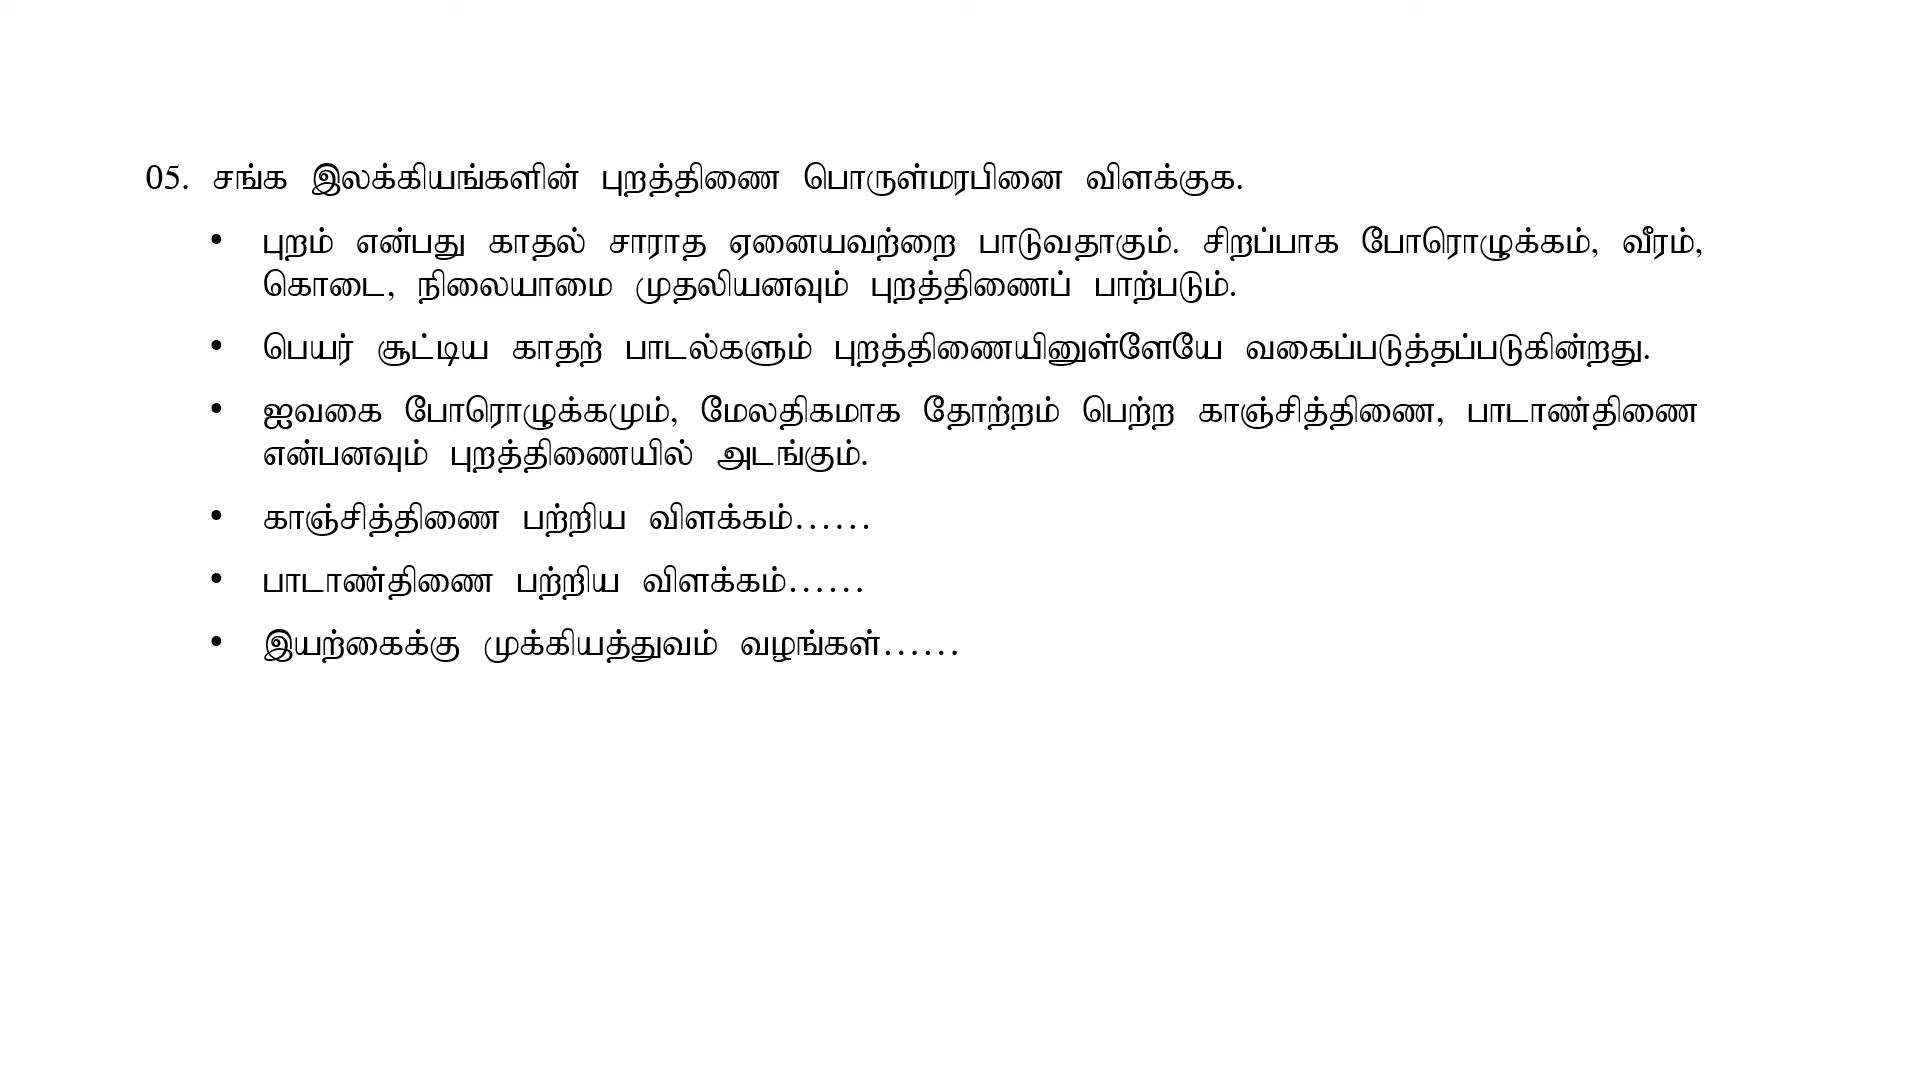 05. சங்க இலக்கியங்களின் புறத்திணை பொருள்மரபினை விளக்குக.
• புறம் என்பது காதல் சாராத ஏனையவற்றை பாடுவதாகும். சிறப்பாக போரொழுக்கம், வீரம்,
கொடை, நிலையாமை முதலியனவும் புறத்திணைப் பாற்படும்.
• பெயர் சூட்டிய காதற் பாடல்களும் புறத்திணையினுள்ளேயே வகைப்படுத்தப்படுகின்றது.
• ஐவகை போரொழுக்கமும், மேலதிகமாக தோற்றம் பெற்ற காஞ்சித்திணை, பாடாண்திணை
என்பனவும் புறத்திணையில் அடங்கும்.
• காஞ்சித்திணை பற்றிய விளக்கம்……
• பாடாண்திணை பற்றிய விளக்கம்……
• இயற்கைக்கு முக்கியத்துவம் வழங்கள்……